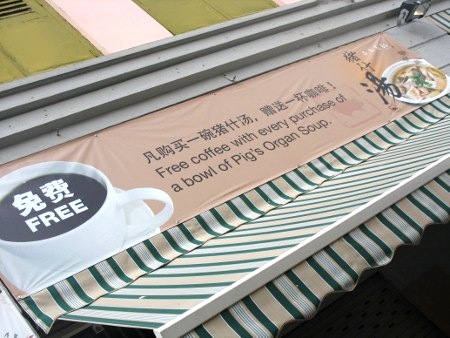 免费
FREE
凡购买一碗猪什汤，赠送一杯咖啡！
Free coffee with every purchase of
a bowl of Pig's Organ Soup.
猪什
汤